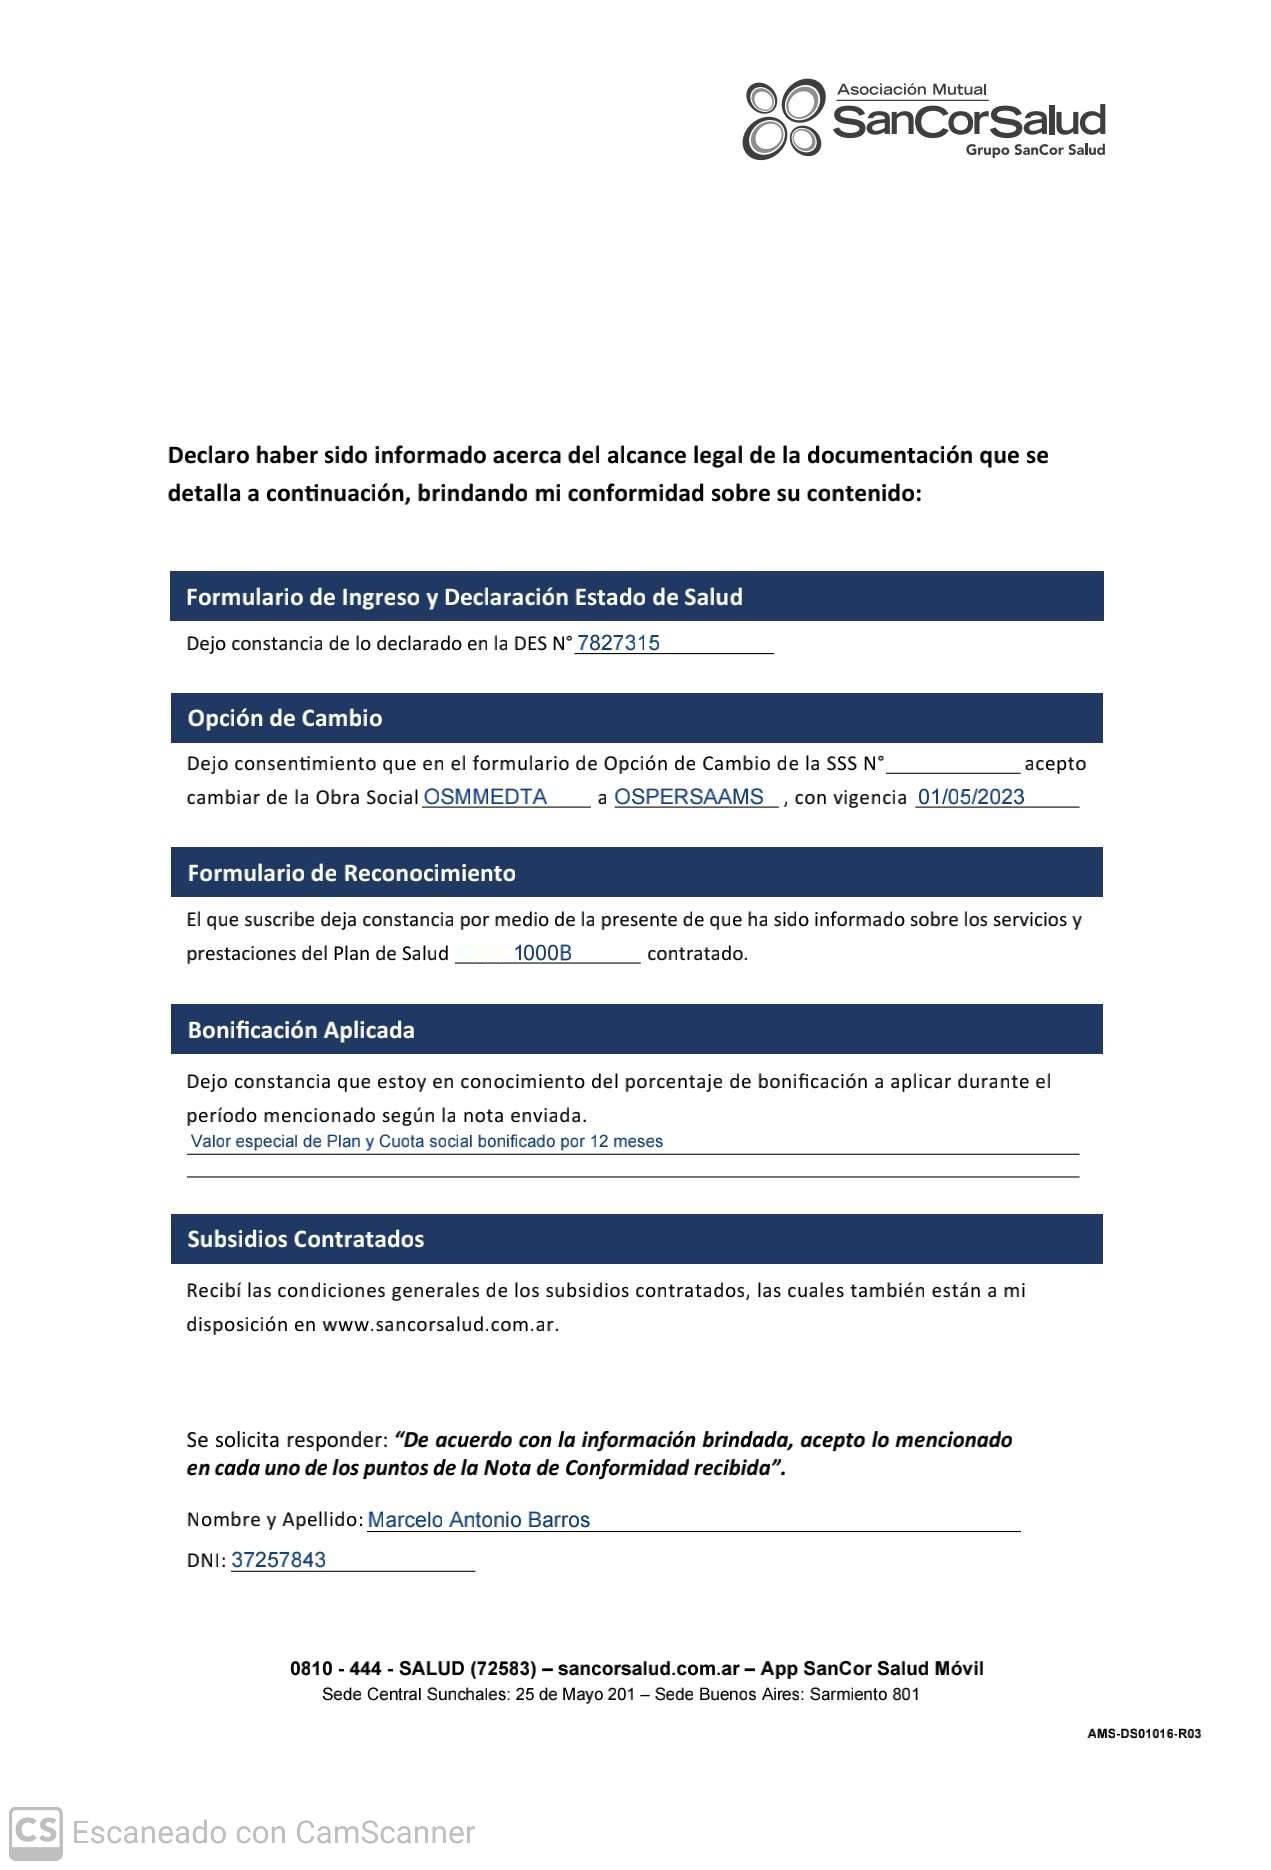 Asociación Mutual
SanCorSalud
Grupo SanCor Salud
Declaro haber sido informado acerca del alcance legal de la documentación que se
detalla a continuación, brindando mi conformidad sobre su contenido:
Formulario de Ingreso y Declaración Estado de Salud
Dejo constancia de lo declarado en la DES N° 7827315
Opción de Cambio
Dejo consentimiento que en el formulario de Opción de Cambio de la SSS N°____________ acepto
cambiar de la Obra Social OSMMEDTA a OSPERSAAMS , con vigencia 01/05/2023
Formulario de Reconocimiento
El que suscribe deja constancia por medio de la presente de que ha sido informado sobre los servicios y
prestaciones del Plan de Salud 1000B contratado.
Bonificación Aplicada
Dejo constancia que estoy en conocimiento del porcentaje de bonificación a aplicar durante el
período mencionado según la nota enviada.
Valor especial de Plan y Cuota social bonificado por 12 meses
Subsidios Contratados
Recibí las condiciones generales de los subsidios contratados, las cuales también están a mi
disposición en www.sancorsalud.com.ar.
Se solicita responder: “De acuerdo con la información brindada, acepto lo mencionado
en cada uno de los puntos de la Nota de Conformidad recibida”.
Nombre y Apellido: Marcelo Antonio Barros
DNI: 37257843
0810 - 444 - SALUD (72583) – sancorsalud.com.ar – App SanCor Salud Móvil
Sede Central Sunchales: 25 de Mayo 201 – Sede Buenos Aires: Sarmiento 801
AMS-DS01016-R03
CS Escaneado con CamScanner